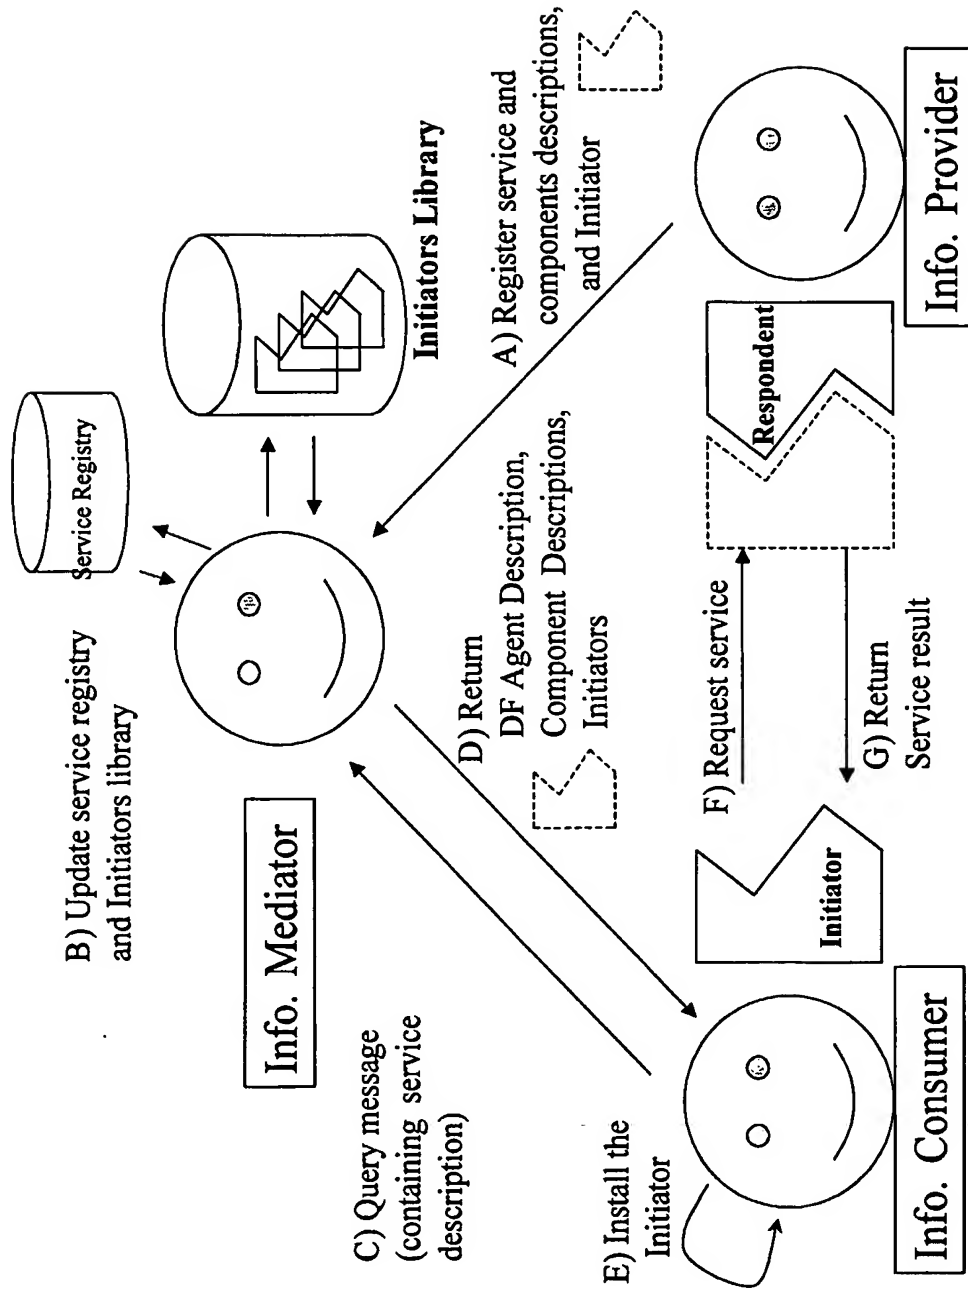 B) Update service registry
and Initiators library
Service Registry
Info. Mediator
Initiators Library
C) Query message
(containing service
description)
D) Return
DF Agent Description,
Component Descriptions,
Initiators
A) Register service and
components descriptions,
and Initiator
E) Install the
Initiator
F) Request service
Initiator
Respondent
G) Return
Service result
Info. Consumer
Info. Provider